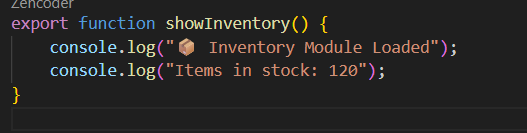 Zencoder
export function showInventory() {
    console.log("📦 Inventory Module Loaded");
    console.log("Items in stock: 120");
}